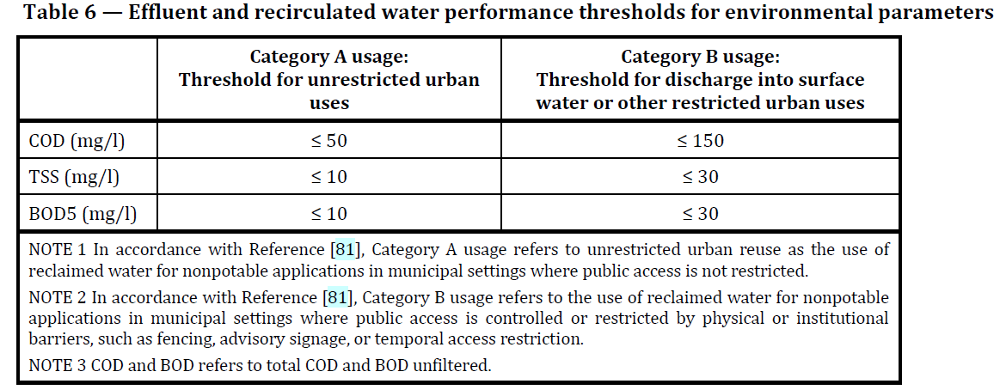 Table 6 — Effluent and recirculated water performance thresholds for environmental parameters
Category A usage:
Threshold for unrestricted urban
uses
Category B usage:
Threshold for discharge into surface
water or other restricted urban uses
COD (mg/l)
≤ 50
≤ 150
TSS (mg/l)
≤ 10
≤ 30
BOD5 (mg/l)
≤ 10
≤ 30
NOTE 1 In accordance with Reference [81], Category A usage refers to unrestricted urban reuse as the use of
reclaimed water for nonpotable applications in municipal settings where public access is not restricted.
NOTE 2 In accordance with Reference [81], Category B usage refers to the use of reclaimed water for nonpotable
applications in municipal settings where public access is controlled or restricted by physical or institutional
barriers, such as fencing, advisory signage, or temporal access restriction.
NOTE 3 COD and BOD refers to total COD and BOD unfiltered.